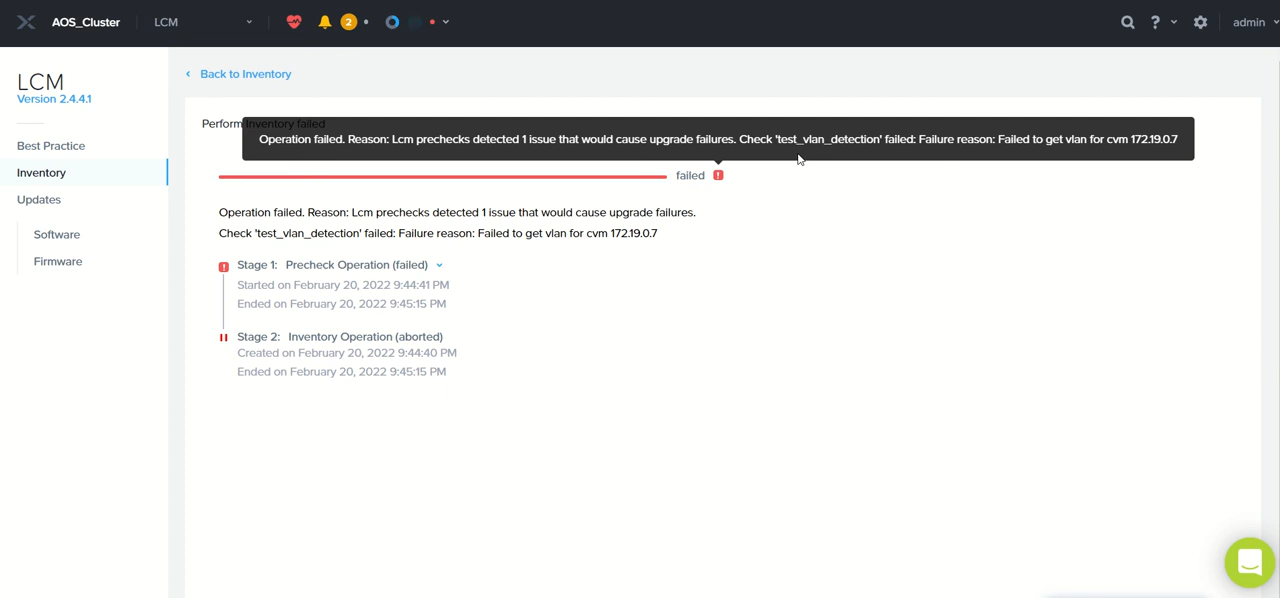 AOS_Cluster LCM 2 ? admin
LCM
Version 2.4.4.1
Best Practice
Inventory
Updates
Software
Firmware
Back to Inventory
Perform Inventory failed
Operation failed. Reason: Lcm prechecks detected 1 issue that would cause upgrade failures. Check 'test_vlan_detection' failed: Failure reason: Failed to get vlan for cvm 172.19.0.7
failed
Operation failed. Reason: Lcm prechecks detected 1 issue that would cause upgrade failures.
Check 'test_vlan_detection' failed: Failure reason: Failed to get vlan for cvm 172.19.0.7
Stage 1: Precheck Operation (failed)
Started on February 20, 2022 9:44:41 PM
Ended on February 20, 2022 9:45:15 PM
Stage 2: Inventory Operation (aborted)
Created on February 20, 2022 9:44:40 PM
Ended on February 20, 2022 9:45:15 PM